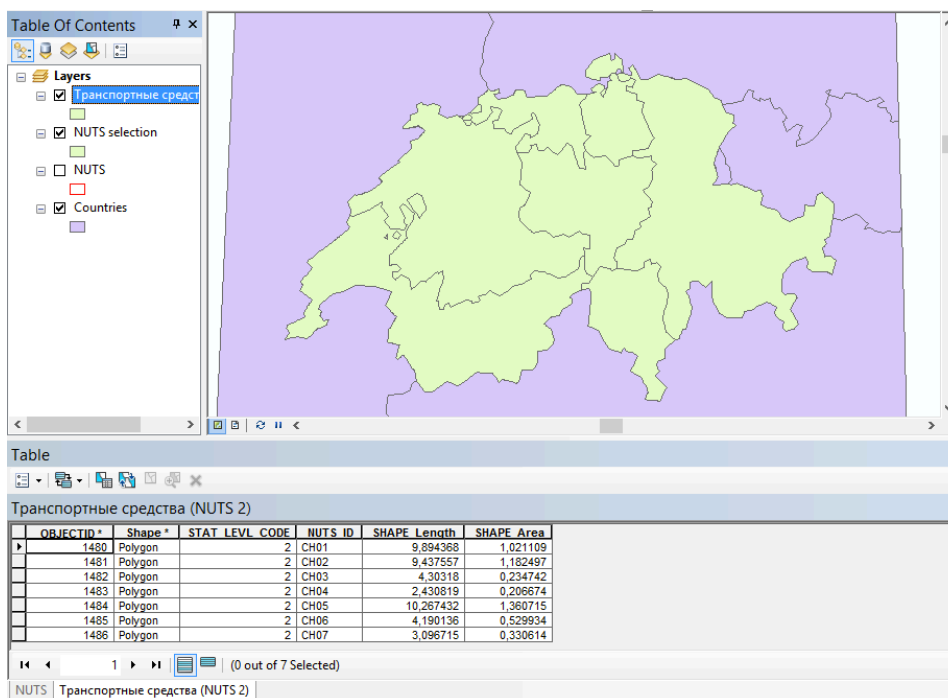 Table Of Contents
Layers
Транспортные средст
NUTS selection
NUTS
Countries
Table
Транспортные средства (NUTS 2)
OBJECTID * Shape * STAT_LEVL_CODE NUTS_ID SHAPE_Length SHAPE_Area
1480 Polygon 2 CH01 9,894368 1,021109
1481 Polygon 2 CH02 9,437557 1,182497
1482 Polygon 2 CH03 4,30318 0,234742
1483 Polygon 2 CH04 2,430819 0,206674
1484 Polygon 2 CH05 10,267432 1,360715
1485 Polygon 2 CH06 4,190136 0,529934
1486 Polygon 2 CH07 3,096715 0,330614
1 (0 out of 7 Selected)
NUTS Транспортные средства (NUTS 2)